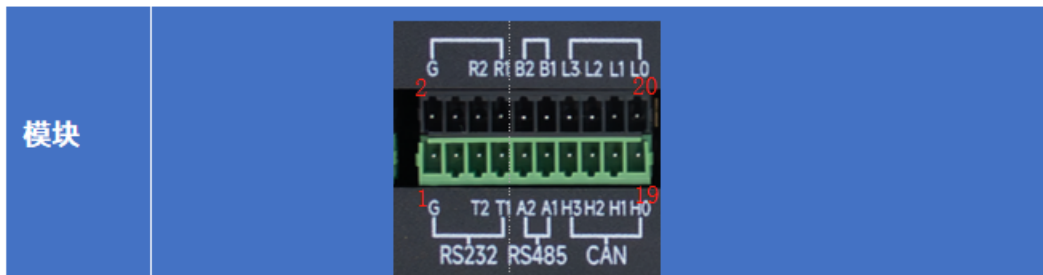 模块
G R2 R1 B2 B1 L3 L2 L1 L0
2 20
1 19
G T2 T1 A2 A1 H3 H2 H1 H0
RS232 RS485 CAN